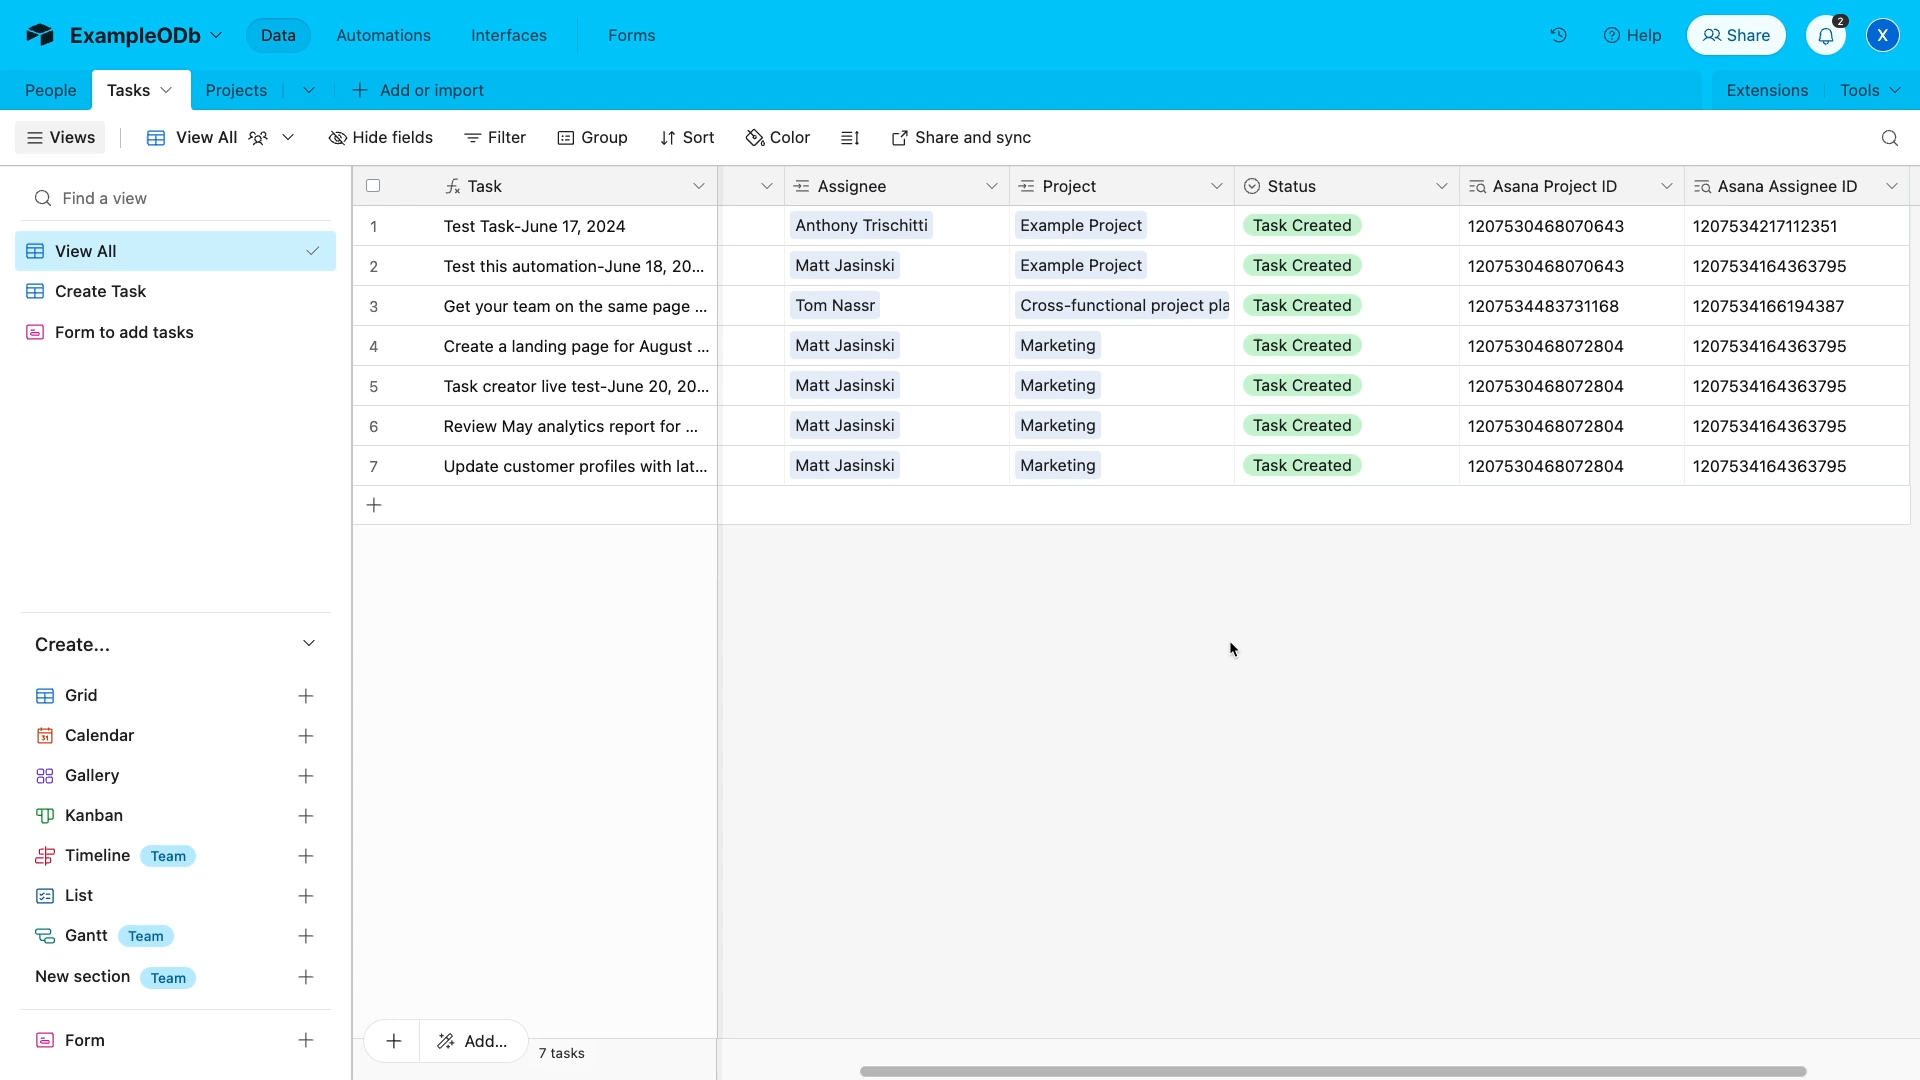 ExampleODb
Data
Automations
Interfaces
Forms
Help
Share
2
X
People
Tasks
Projects
Add or import
Extensions
Tools
Views
View All
Hide fields
Filter
Group
Sort
Color
Share and sync
Find a view
View All
Create Task
Form to add tasks
Create...
Grid
Calendar
Gallery
Kanban
Timeline Team
List
Gantt Team
New section Team
Form
Task Assignee Project Status Asana Project ID Asana Assignee ID
1 Test Task-June 17, 2024 Anthony Trischitti Example Project Task Created 1207530468070643 1207534217112351
2 Test this automation-June 18, 20... Matt Jasinski Example Project Task Created 1207530468070643 1207534164363795
3 Get your team on the same page ... Tom Nassr Cross-functional project pla Task Created 1207534483731168 1207534166194387
4 Create a landing page for August ... Matt Jasinski Marketing Task Created 1207530468072804 1207534164363795
5 Task creator live test-June 20, 20... Matt Jasinski Marketing Task Created 1207530468072804 1207534164363795
6 Review May analytics report for ... Matt Jasinski Marketing Task Created 1207530468072804 1207534164363795
7 Update customer profiles with lat... Matt Jasinski Marketing Task Created 1207530468072804 1207534164363795
Add...
7 tasks